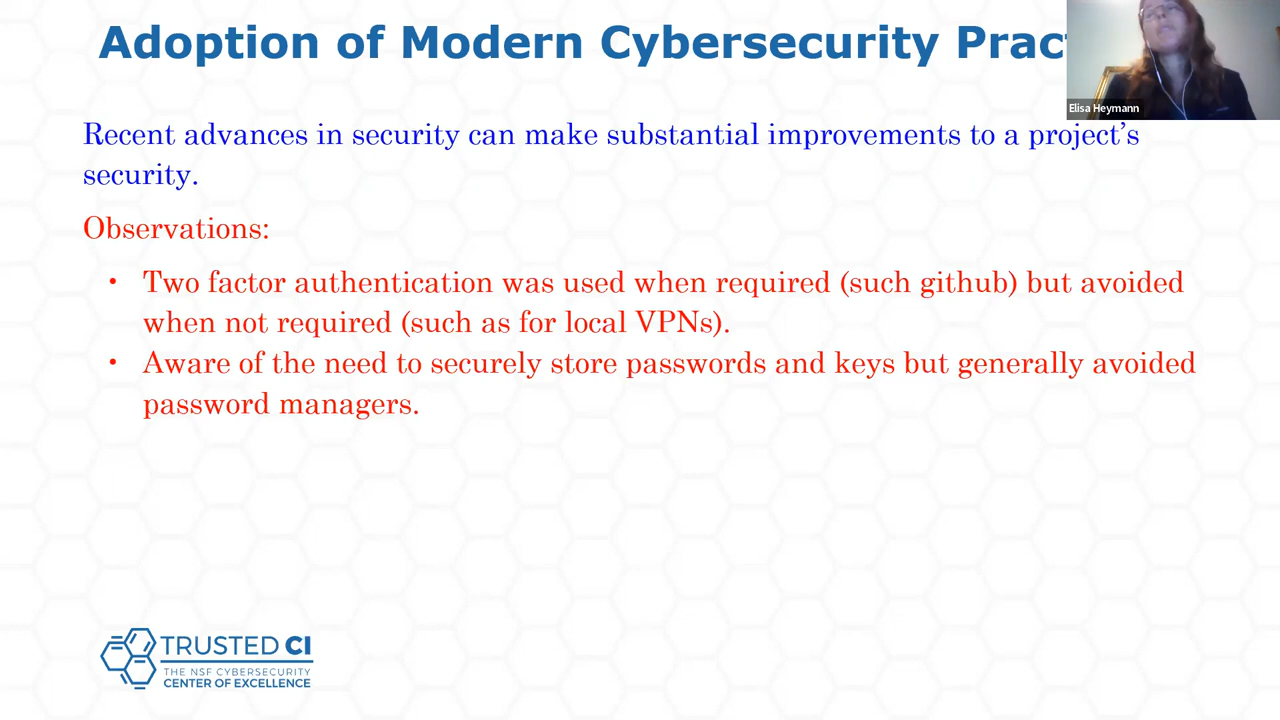 Adoption of Modern Cybersecurity Pract
Elisa Heymann
Recent advances in security can make substantial improvements to a project’s
security.
Observations:
• Two factor authentication was used when required (such github) but avoided
when not required (such as for local VPNs).
• Aware of the need to securely store passwords and keys but generally avoided
password managers.
TRUSTED CI
THE NSF CYBERSECURITY
CENTER OF EXCELLENCE